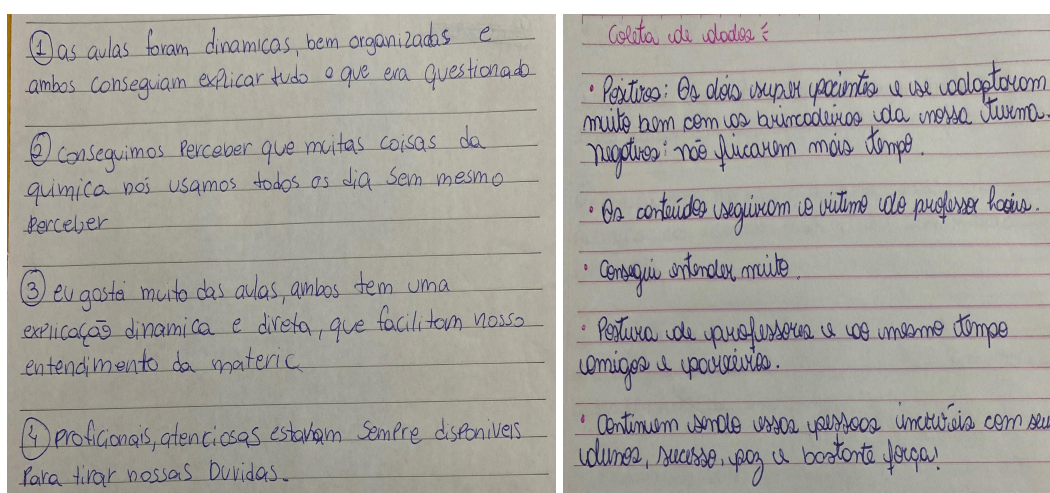 ① as aulas foram dinamicas, bem organizadas e
ambos conseguiam explicar tudo o que era questionado
② Conseguimos Perceber que muitas coisas da
quimica nós usamos todos os dia sem mesmo
Perceber
③ eu gostei muito das aulas, ambos tem uma
explicação dinamica e direta, que facilitam nosso
entendimento da materia
④ proficionais, atenciosas estavam sempre disponiveis
Para tirar nossas Duvidas.
Coleta de dados:
• Positivos: Os dois super pacientes e se adaptaram
muito bem com as brincadeiras da nossa turma.
negativos: não ficarem mais tempo.
• Os conteúdos seguiram o ritimo do professor
• Consegui entender muito.
• Postura de professores e ao mesmo tempo
amigos e parceiros.
• Continuem sendo essas pessoas incríveis com seu
alunos, sucesso, paz e bastante força!